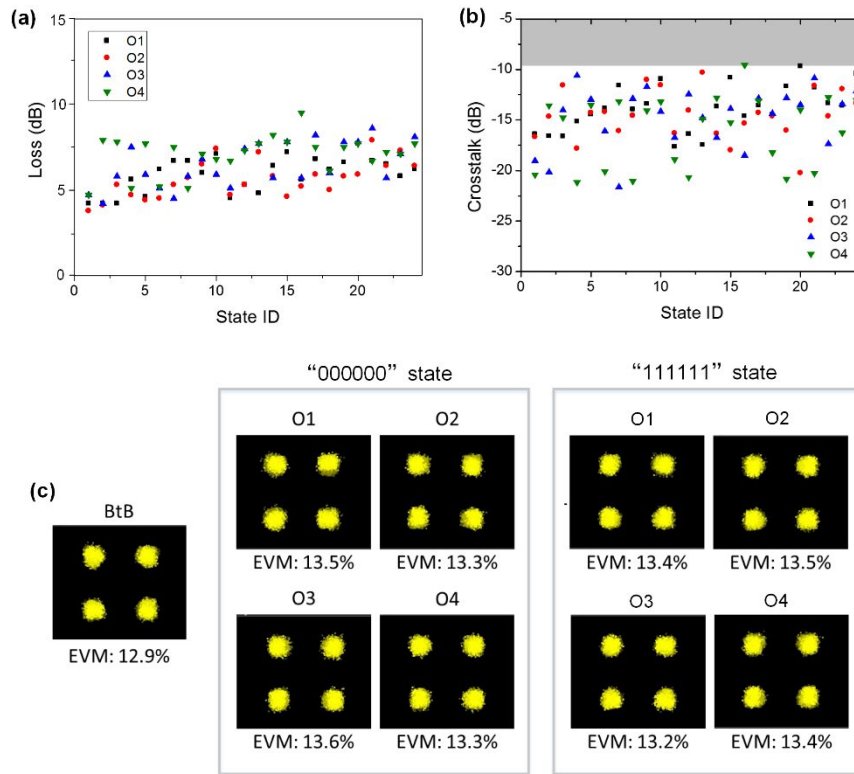 (a)
15
10
5
0
Loss (dB)
O1
O2
O3
O4
0 5 10 15 20
State ID
(b)
-5
-10
-15
-20
-25
-30
Crosstalk (dB)
O1
O2
O3
O4
0 10 20
State ID
(c)
BtB
EVM: 12.9%
“000000” state
O1 O2
EVM: 13.5% EVM: 13.3%
O3 O4
EVM: 13.6% EVM: 13.3%
“111111” state
O1 O2
EVM: 13.4% EVM: 13.5%
O3 O4
EVM: 13.2% EVM: 13.4%